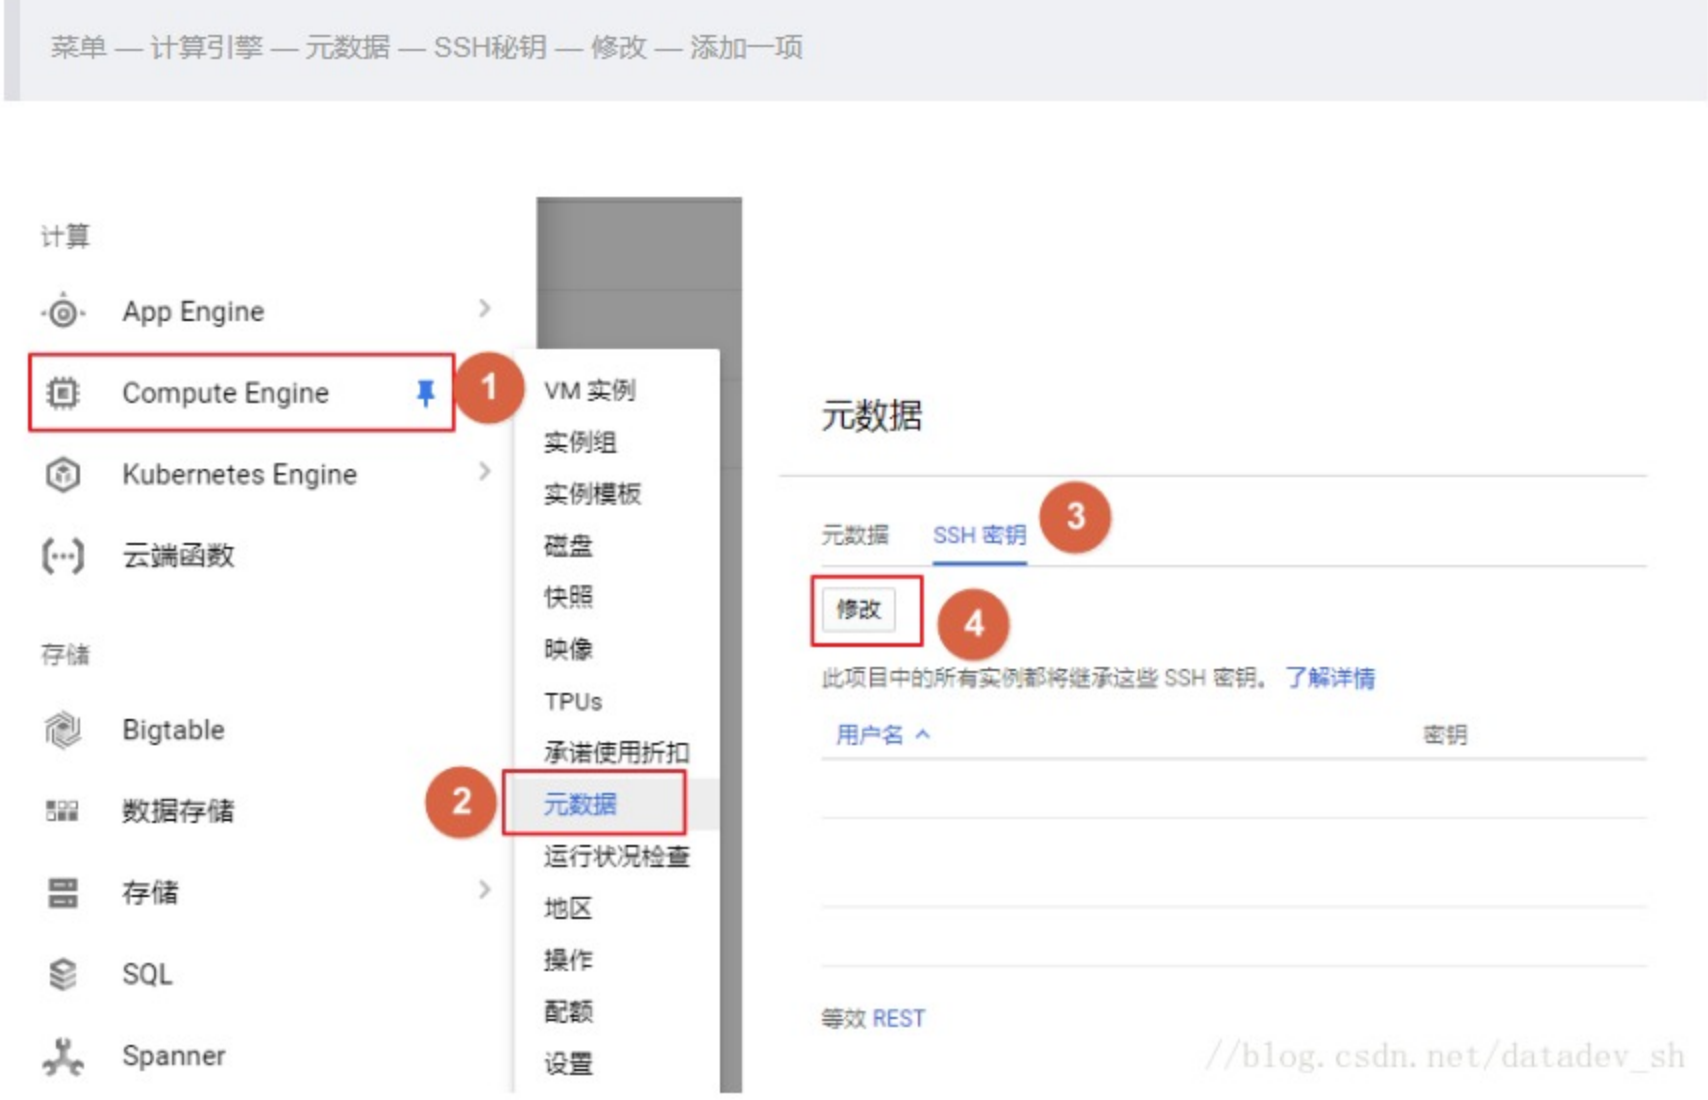 菜单 — 计算引擎 — 元数据 — SSH秘钥 — 修改 — 添加一项
计算
App Engine
Compute Engine
1
Kubernetes Engine
云端函数
存储
Bigtable
数据存储
存储
SQL
Spanner
VM 实例
实例组
实例模板
磁盘
快照
映像
TPUs
承诺使用折扣
2
元数据
运行状况检查
地区
操作
配额
设置
元数据
元数据 SSH 密钥
3
修改
4
此项目中的所有实例都将继承这些 SSH 密钥。 了解详情
用户名 密钥
等效 REST
//blog.csdn.net/datadev_sh